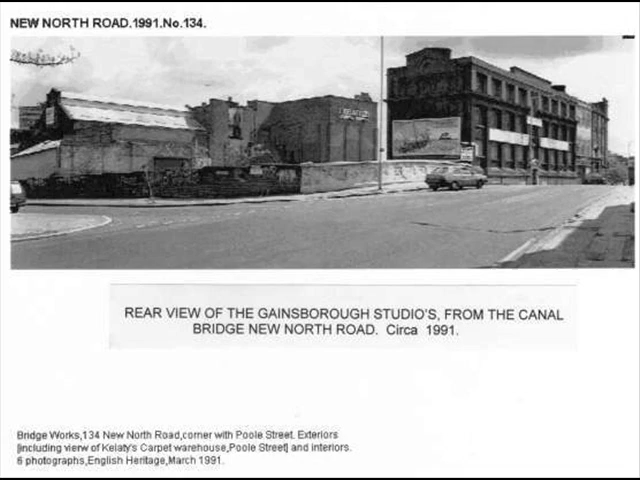 NEW NORTH ROAD.1991.No.134.
REAR VIEW OF THE GAINSBOROUGH STUDIO'S, FROM THE CANAL
BRIDGE NEW NORTH ROAD. Circa 1991.
Bridge Works,134 New North Road,corner with Poole Street. Exteriors
[including view of Kelaty's Carpet warehouse,Poole Street] and interiors.
6 photographs,English Heritage,March 1991.